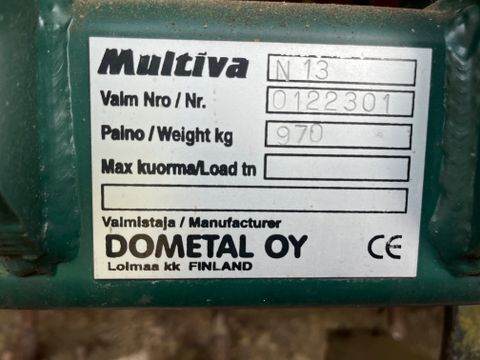 Multiva N 13
Valm Nro / Nr. 0122301
Paino / Weight kg 970
Max kuorma/Load tn
Valmistaja / Manufacturer
DOMETAL OY CE
Loimaa kk FINLAND